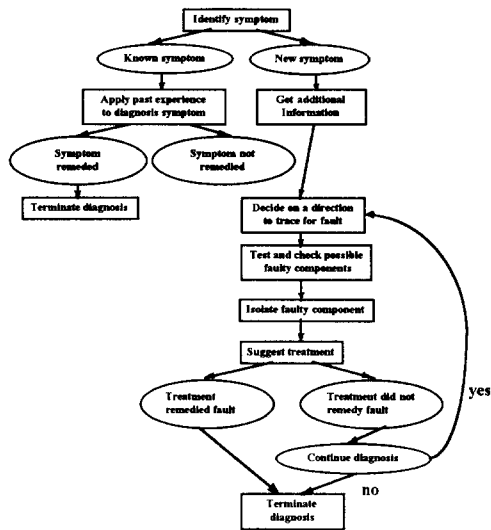 Identify symptom
Known symptom
New symptom
Apply past experience
to diagnosis symptom
Get additional
Information
Symptom
remeded
Symptom not
remedied
Terminate diagnosis
Decide on a direction
to trace for fault
Test and check possible
faulty components
Isolate faulty component
Suggest treatment
Treatment
remedied fault
Treatment did not
remedy fault
yes
Continue diagnosis
no
Terminate
diagnosis